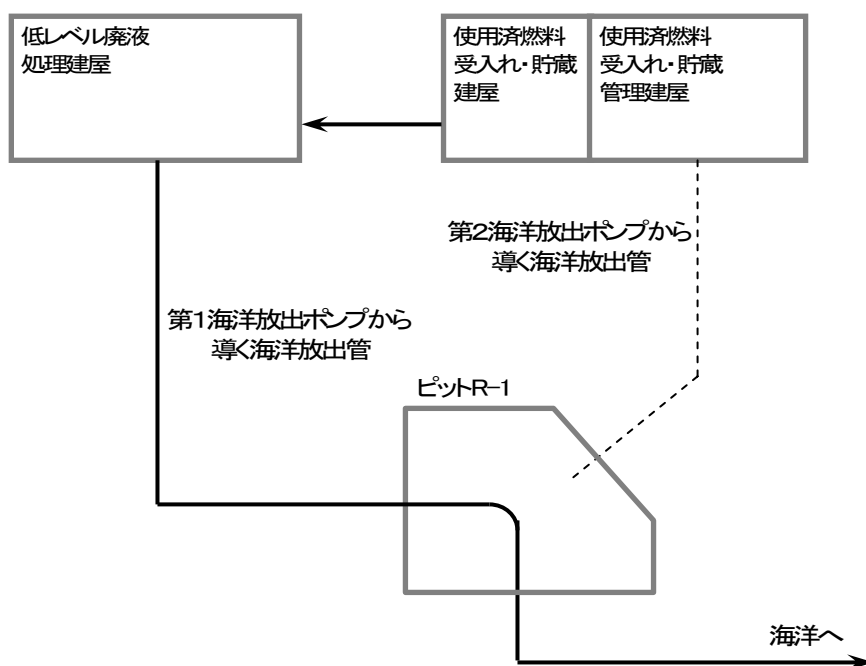 低レベル廃液
処理建屋
使用済燃料
受入れ・貯蔵
建屋
使用済燃料
受入れ・貯蔵
管理建屋
第2海洋放出ポンプから
導く海洋放出管
第1海洋放出ポンプから
導く海洋放出管
ピットR-1
海洋へ